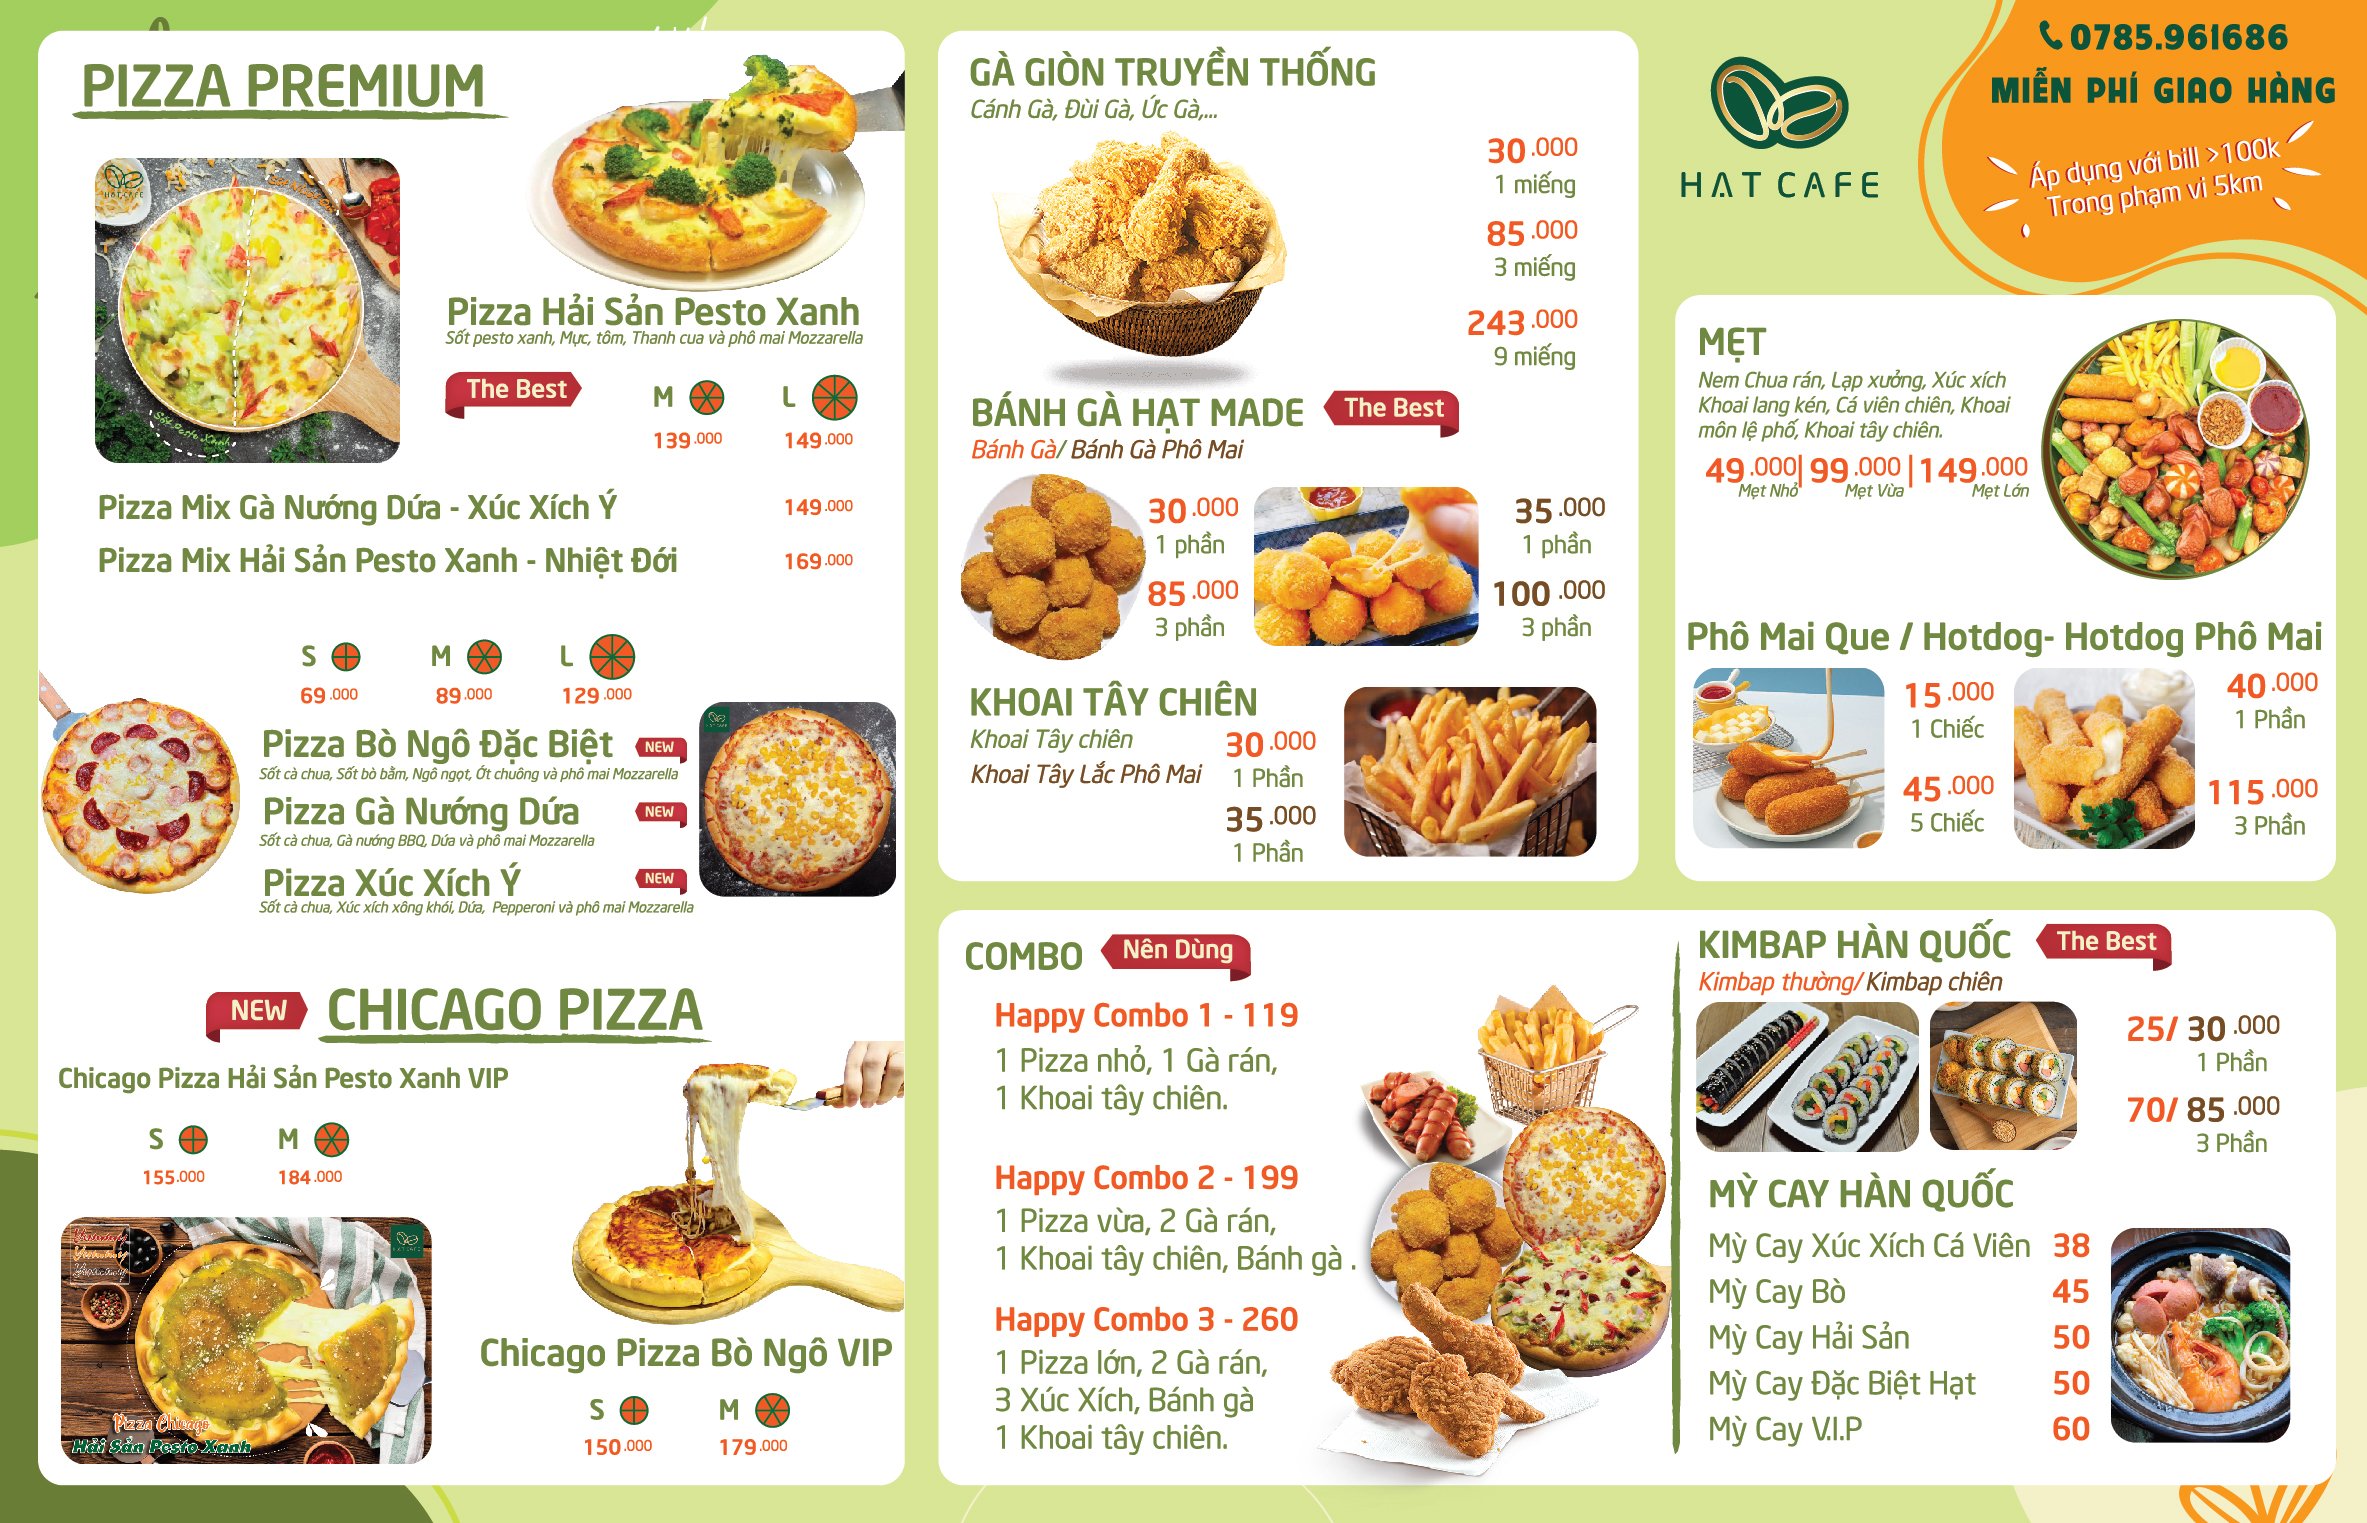 PIZZA PREMIUM
HẠT CAFE
Sốt Pesto Xanh
Pizza Hải Sản Pesto Xanh
Sốt pesto xanh, Mực, tôm, Thanh cua và phô mai Mozzarella
The Best
M
L
139.000
149.000
Pizza Mix Gà Nướng Dứa - Xúc Xích Ý
149.000
Pizza Mix Hải Sản Pesto Xanh - Nhiệt Đới
169.000
S
M
L
69.000
89.000
129.000
Pizza Bò Ngô Đặc Biệt
NEW
Sốt cà chua, Sốt bò bằm, Ngô ngọt, Ớt chuông và phô mai Mozzarella
Pizza Gà Nướng Dứa
NEW
Sốt cà chua, Gà nướng BBQ, Dứa và phô mai Mozzarella
Pizza Xúc Xích Ý
NEW
Sốt cà chua, Xúc xích xông khói, Dứa, Pepperoni và phô mai Mozzarella
NEW
CHICAGO PIZZA
Chicago Pizza Hải Sản Pesto Xanh VIP
S
M
155.000
184.000
HẠT CAFE
Pizza Chicago
Hải Sản Pesto Xanh
Chicago Pizza Bò Ngô VIP
S
M
150.000
179.000
GÀ GIÒN TRUYỀN THỐNG
Cánh Gà, Đùi Gà, Ức Gà,...
30.000
1 miếng
85.000
3 miếng
243.000
9 miếng
BÁNH GÀ HẠT MADE
The Best
Bánh Gà/ Bánh Gà Phô Mai
30.000
1 phần
85.000
3 phần
35.000
1 phần
100.000
3 phần
KHOAI TÂY CHIÊN
Khoai Tây chiên
Khoai Tây Lắc Phô Mai
30.000
1 Phần
35.000
1 Phần
HẠT CAFE
0785.961686
MIỄN PHÍ GIAO HÀNG
Áp dụng với bill >100k
Trong phạm vi 5km
MẸT
Nem Chua rán, Lạp xưởng, Xúc xích
Khoai lang kén, Cá viên chiên, Khoai
môn lệ phố, Khoai tây chiên.
49.000| 99.000 |149.000
Mẹt Nhỏ Mẹt Vừa Mẹt Lớn
Phô Mai Que / Hotdog- Hotdog Phô Mai
15.000
1 Chiếc
45.000
5 Chiếc
40.000
1 Phần
115.000
3 Phần
COMBO
Nên Dùng
Happy Combo 1 - 119
1 Pizza nhỏ, 1 Gà rán,
1 Khoai tây chiên.
Happy Combo 2 - 199
1 Pizza vừa, 2 Gà rán,
1 Khoai tây chiên, Bánh gà .
Happy Combo 3 - 260
1 Pizza lớn, 2 Gà rán,
3 Xúc Xích, Bánh gà
1 Khoai tây chiên.
KIMBAP HÀN QUỐC
The Best
Kimbap thường/ Kimbap chiên
25/ 30.000
1 Phần
70/ 85.000
3 Phần
MỲ CAY HÀN QUỐC
Mỳ Cay Xúc Xích Cá Viên 38
Mỳ Cay Bò 45
Mỳ Cay Hải Sản 50
Mỳ Cay Đặc Biệt Hạt 50
Mỳ Cay V.I.P 60